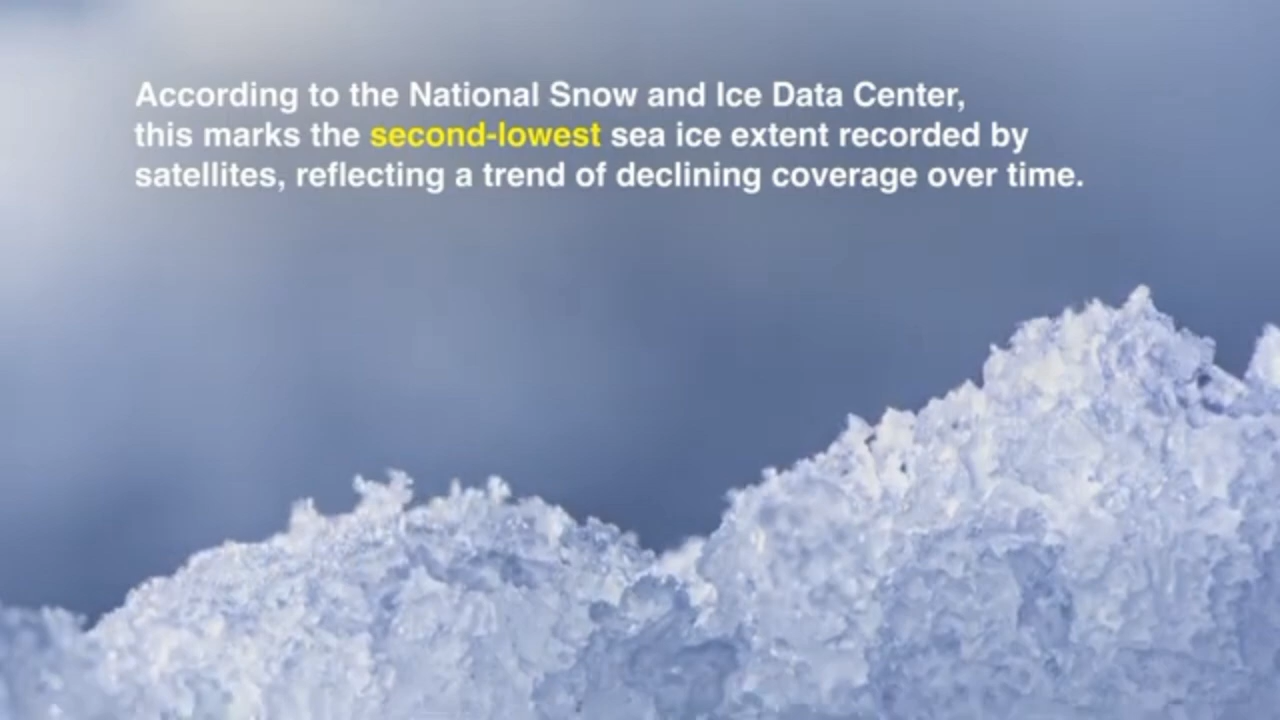 According to the National Snow and Ice Data Center,
this marks the second-lowest sea ice extent recorded by
satellites, reflecting a trend of declining coverage over time.